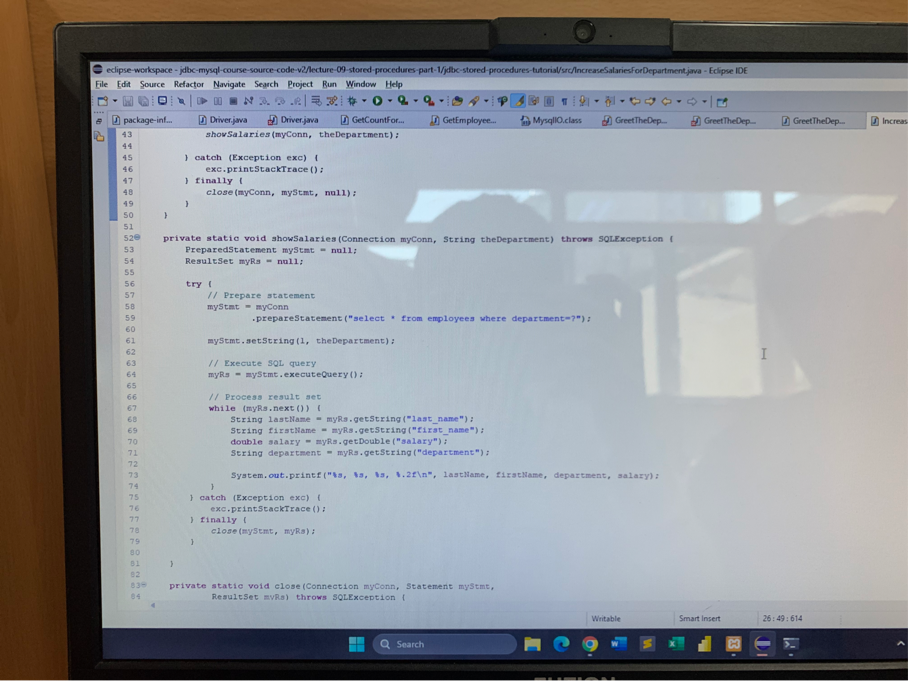 eclipse-workspace - jdbc-mysql-course-source-code-v2/lecture-09-stored-procedures-part-1/jdbc-stored-procedures-tutorial/src/IncreaseSalariesForDepartment.java - Eclipse IDE
File Edit Source Refactor Navigate Search Project Run Window Help
package-inf... Driver.java Driver.java GetCountFor... GetEmployee... MysqlIO.class GreetTheDep... GreetTheDep... GreetTheDep... Increas
43 showSalaries(myConn, theDepartment);
44
45 } catch (Exception exc) {
46 exc.printStackTrace();
47 } finally {
48 close(myConn, myStmt, null);
49 }
50 }
51
52 private static void showSalaries(Connection myConn, String theDepartment) throws SQLException {
53 PreparedStatement myStmt = null;
54 ResultSet myRs = null;
55
56 try {
57 // Prepare statement
58 myStmt = myConn
59 .prepareStatement("select * from employees where department=?");
60
61 myStmt.setString(1, theDepartment);
62
63 // Execute SQL query
64 myRs = myStmt.executeQuery();
65
66 // Process result set
67 while (myRs.next()) {
68 String lastName = myRs.getString("last_name");
69 String firstName = myRs.getString("first_name");
70 double salary = myRs.getDouble("salary");
71 String department = myRs.getString("department");
72
73 System.out.printf("%s, %s, %s, %.2f\n", lastName, firstName, department, salary);
74 }
75 } catch (Exception exc) {
76 exc.printStackTrace();
77 } finally {
78 close(myStmt, myRs);
79 }
80
81 }
82
83 private static void close(Connection myConn, Statement myStmt,
84 ResultSet myRs) throws SQLException {
Writable Smart Insert 26 : 49 : 614
Search